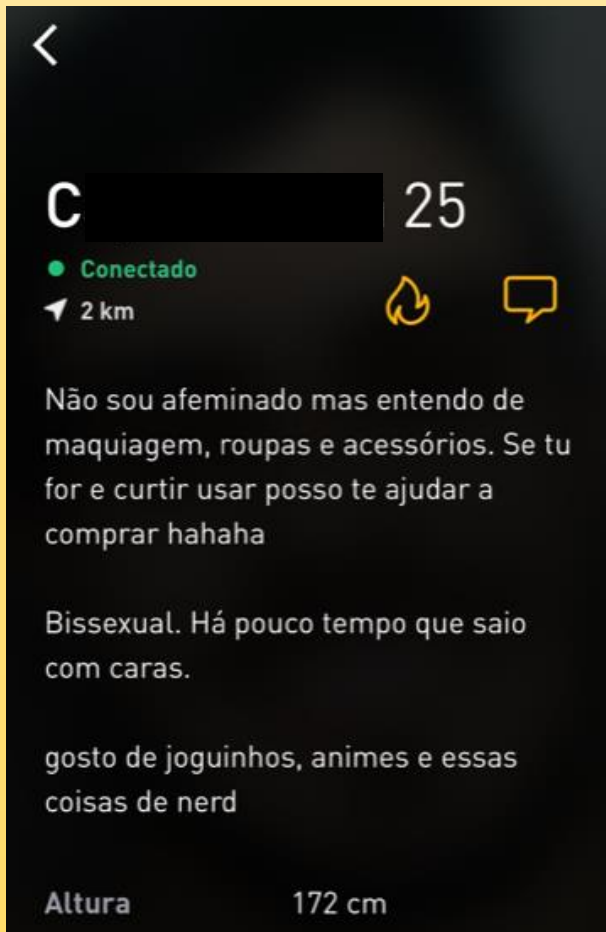 C 25
Conectado
2 km
Não sou afeminado mas entendo de
maquiagem, roupas e acessórios. Se tu
for e curtir usar posso te ajudar a
comprar hahaha
Bissexual. Há pouco tempo que saio
com caras.
gosto de joguinhos, animes e essas
coisas de nerd
Altura 172 cm